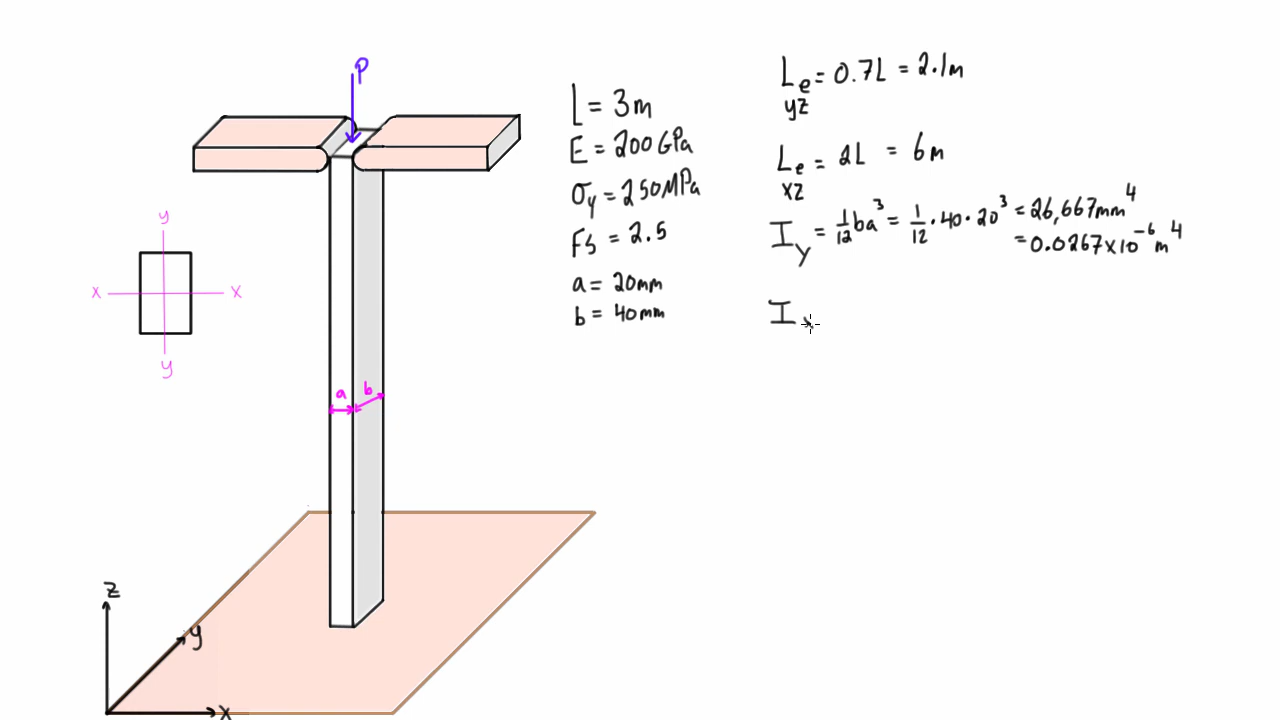 P
L = 3m
E = 200 GPa
σy = 250MPa
FS = 2.5
a = 20mm
b = 40mm
Le = 0.7L = 2.1m
yz
Le = 2L = 6m
xz
Iy = 1/12 ba³ = 1/12 · 40 · 20³ = 26,667mm⁴
= 0.0267x10⁻⁶ m⁴
Ix
y
x x
y
a b
z
y
x